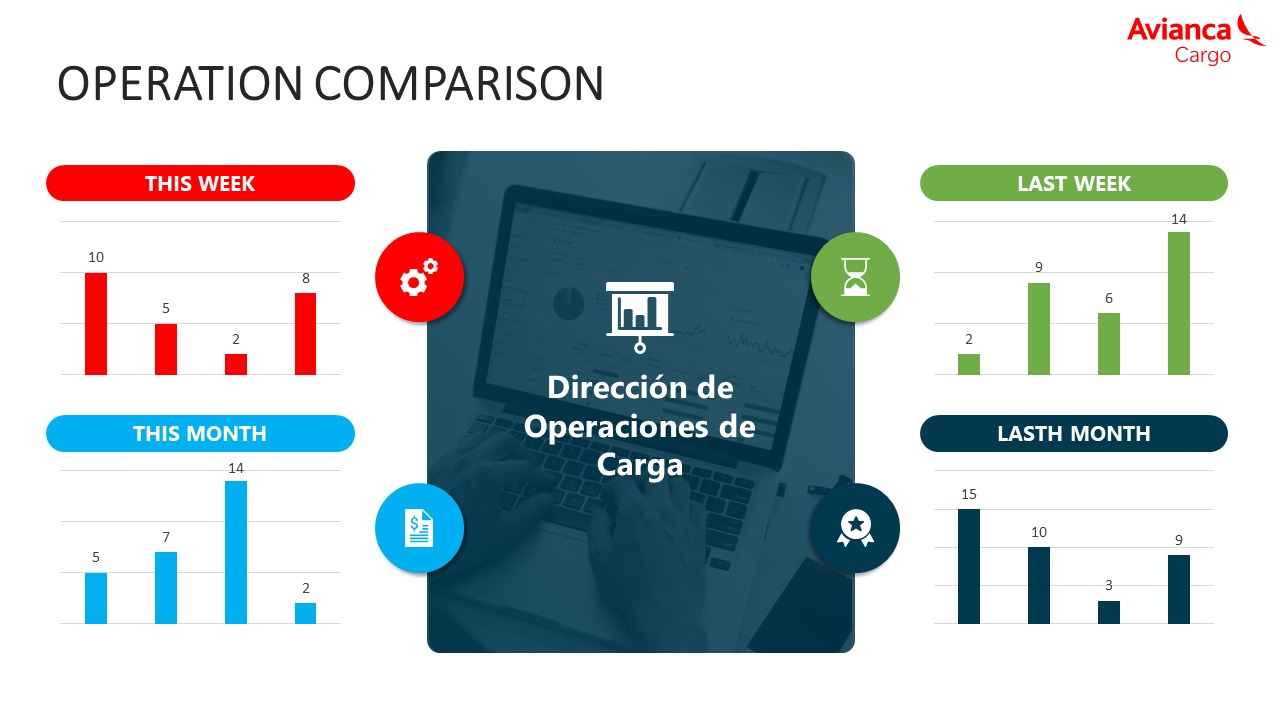 Avianca
Cargo
OPERATION COMPARISON
THIS WEEK
10
5
2
8
LAST WEEK
2
9
6
14
Dirección de
Operaciones de
Carga
THIS MONTH
5
7
14
2
LASTH MONTH
15
10
3
9
$